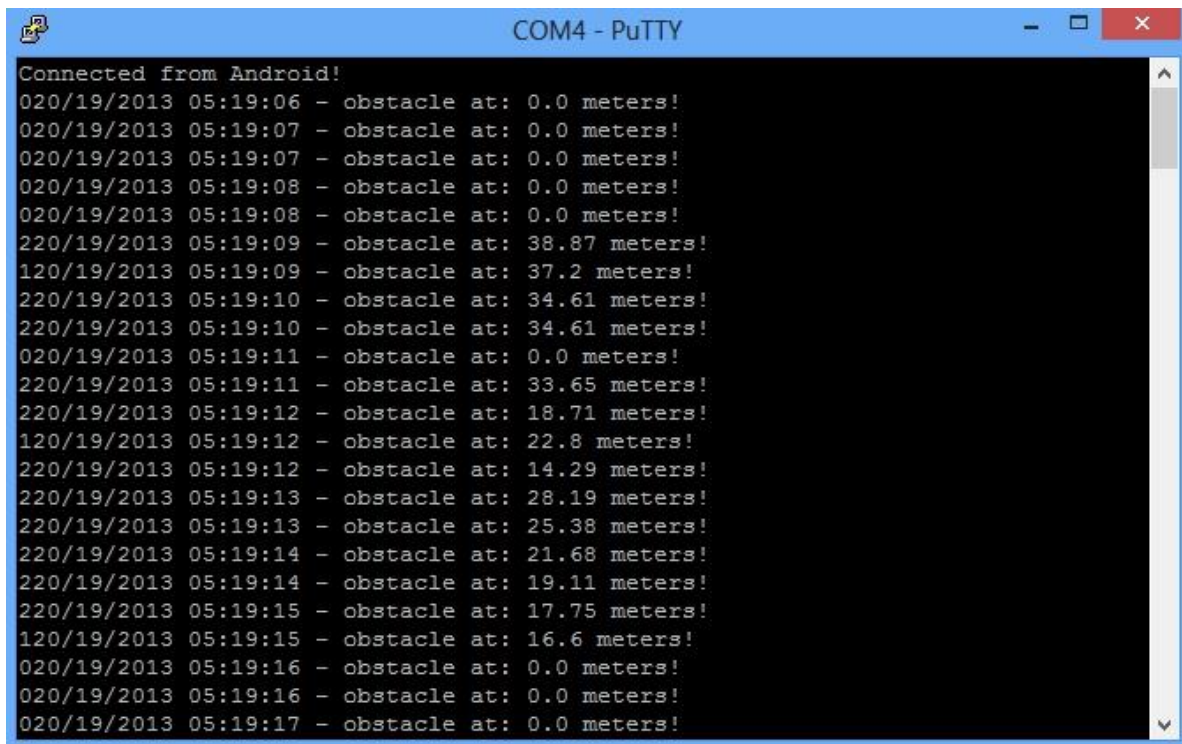 COM4 - PuTTY
Connected from Android!
020/19/2013 05:19:06 - obstacle at: 0.0 meters!
020/19/2013 05:19:07 - obstacle at: 0.0 meters!
020/19/2013 05:19:07 - obstacle at: 0.0 meters!
020/19/2013 05:19:08 - obstacle at: 0.0 meters!
020/19/2013 05:19:08 - obstacle at: 0.0 meters!
220/19/2013 05:19:09 - obstacle at: 38.87 meters!
120/19/2013 05:19:09 - obstacle at: 37.2 meters!
220/19/2013 05:19:10 - obstacle at: 34.61 meters!
220/19/2013 05:19:10 - obstacle at: 34.61 meters!
020/19/2013 05:19:11 - obstacle at: 0.0 meters!
220/19/2013 05:19:11 - obstacle at: 33.65 meters!
220/19/2013 05:19:12 - obstacle at: 18.71 meters!
120/19/2013 05:19:12 - obstacle at: 22.8 meters!
220/19/2013 05:19:12 - obstacle at: 14.29 meters!
220/19/2013 05:19:13 - obstacle at: 28.19 meters!
220/19/2013 05:19:13 - obstacle at: 25.38 meters!
220/19/2013 05:19:14 - obstacle at: 21.68 meters!
220/19/2013 05:19:14 - obstacle at: 19.11 meters!
220/19/2013 05:19:15 - obstacle at: 17.75 meters!
120/19/2013 05:19:15 - obstacle at: 16.6 meters!
020/19/2013 05:19:16 - obstacle at: 0.0 meters!
020/19/2013 05:19:16 - obstacle at: 0.0 meters!
020/19/2013 05:19:17 - obstacle at: 0.0 meters!